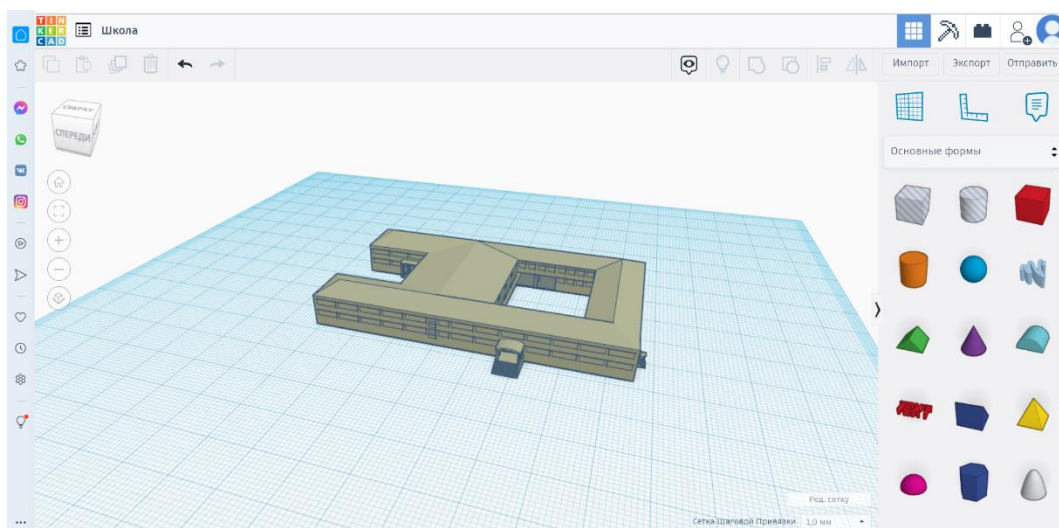 TIN
KER
CAD
Школа
Импорт
Экспорт
Отправить
СВЕРХУ
СПЕРЕДИ
Основные формы
TEXT
Ред. сетку
Сетка Шаговой Привязки 1,0 мм